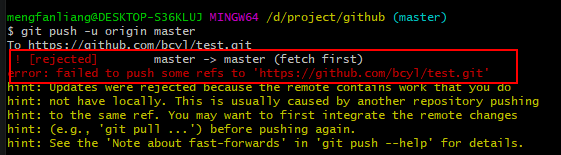 mengfanliang@DESKTOP-S36KLUJ MINGW64 /d/project/github (master)
$ git push -u origin master
To https://github.com/bcyl/test.git
! [rejected] master -> master (fetch first)
error: failed to push some refs to 'https://github.com/bcyl/test.git'
hint: Updates were rejected because the remote contains work that you do
hint: not have locally. This is usually caused by another repository pushing
hint: to the same ref. You may want to first integrate the remote changes
hint: (e.g., 'git pull ...') before pushing again.
hint: See the 'Note about fast-forwards' in 'git push --help' for details.